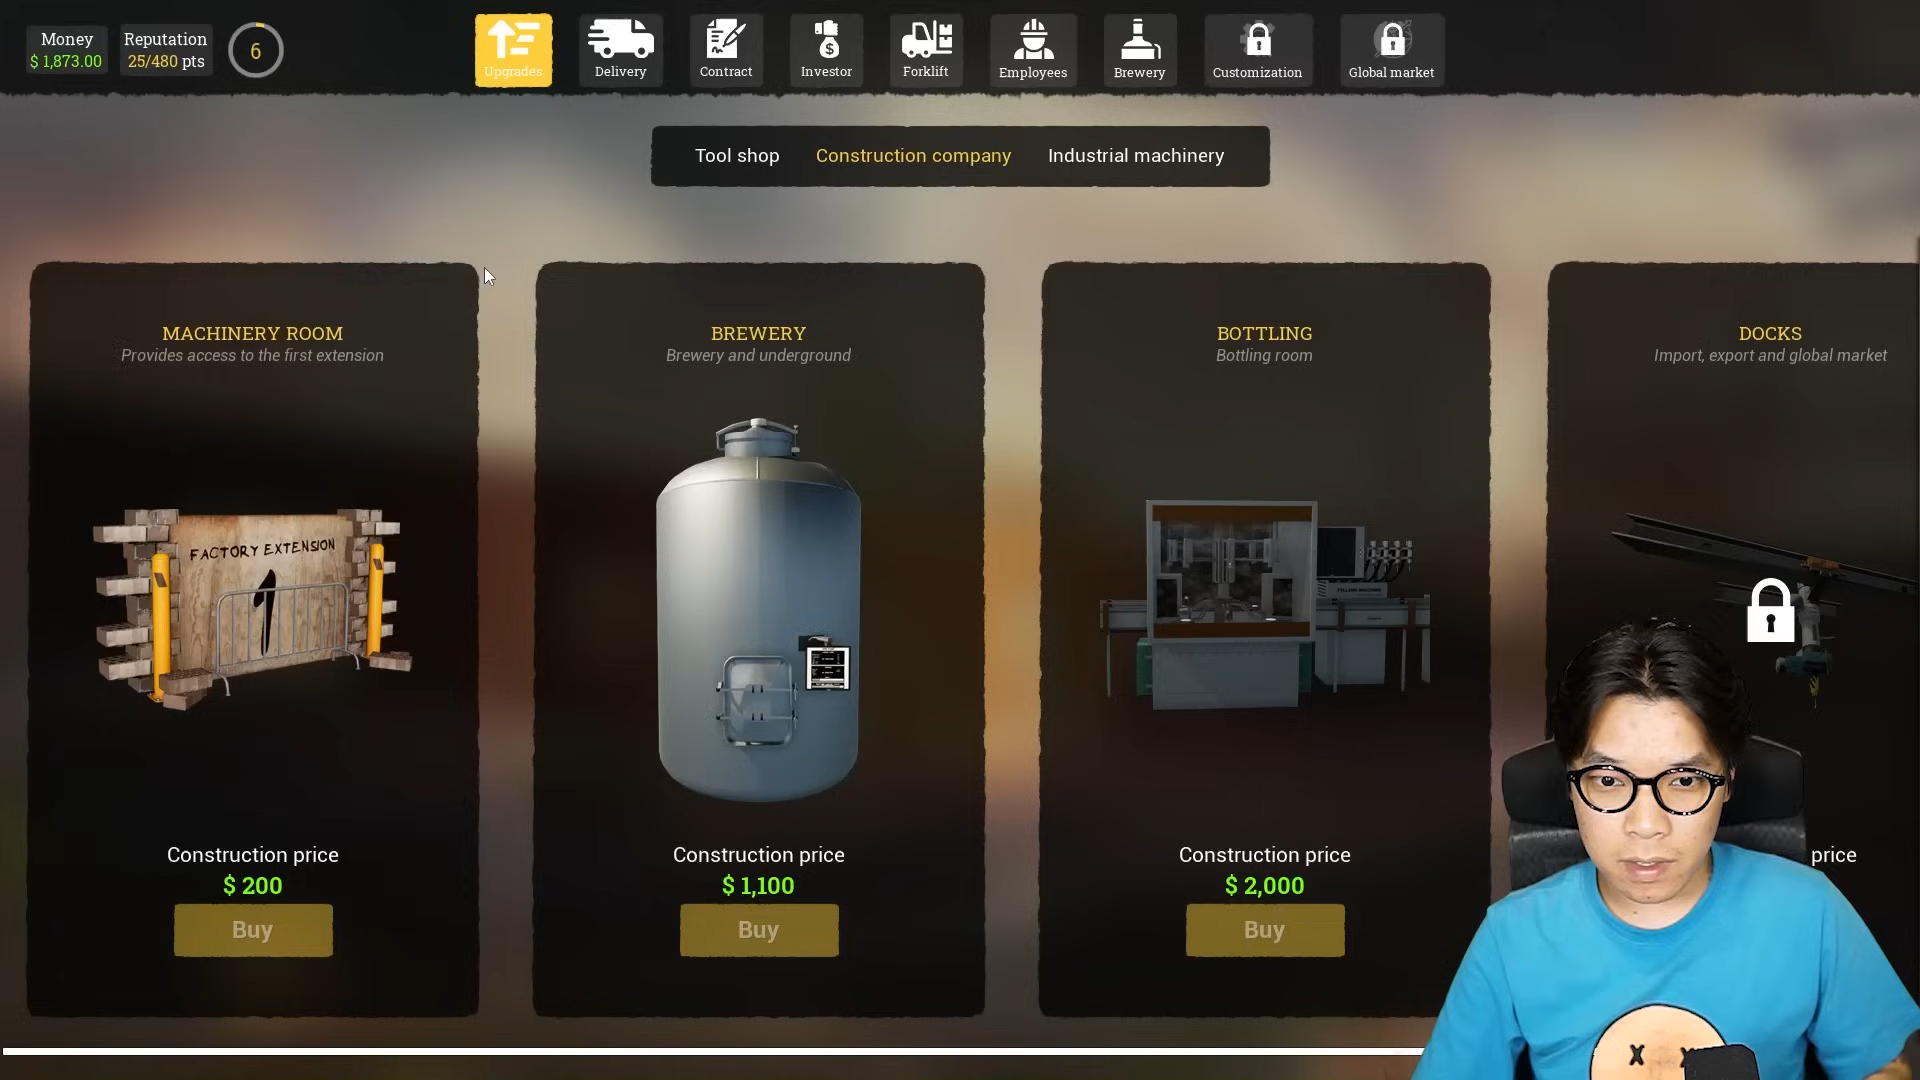 Money
$ 1,873.00
Reputation
25/480 pts
6
Upgrades
Delivery
Contract
Investor
Forklift
Employees
Brewery
Customization
Global market
Tool shop
Construction company
Industrial machinery
MACHINERY ROOM
Provides access to the first extension
FACTORY EXTENSION
1
Construction price
$ 200
Buy
BREWERY
Brewery and underground
Construction price
$ 1,100
Buy
BOTTLING
Bottling room
Construction price
$ 2,000
Buy
DOCKS
Import, export and global market
price